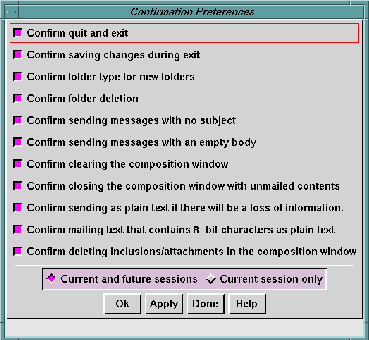 Confirmation Preferences
Confirm quit and exit
Confirm saving changes during exit
Confirm folder type for new folders
Confirm folder deletion
Confirm sending messages with no subject
Confirm sending messages with an empty body
Confirm clearing the composition window
Confirm closing the composition window with unmailed contents
Confirm sending as plain text if there will be a loss of information.
Confirm mailing text that contains 8-bit characters as plain text
Confirm deleting inclusions/attachments in the composition window
Current and future sessions Current session only
Ok Apply Done Help